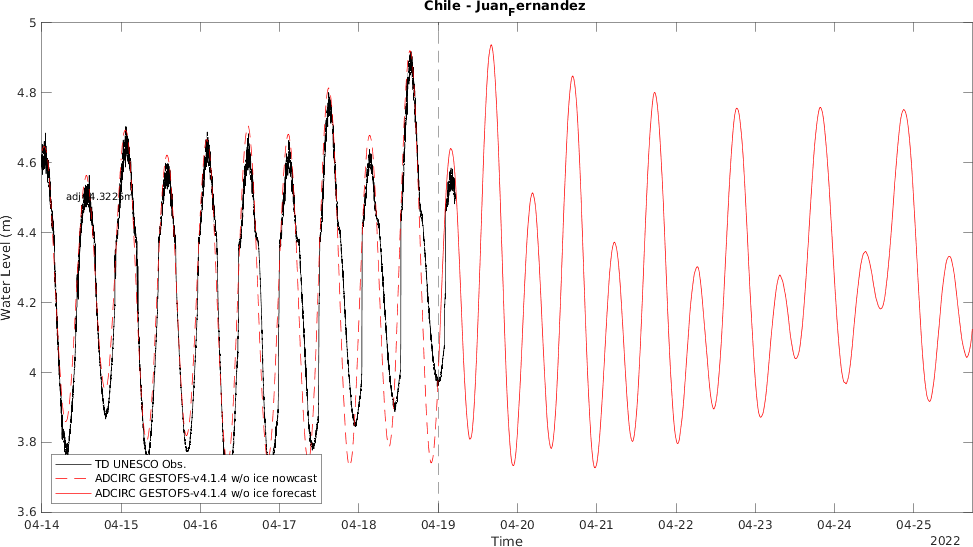 Chile - JuanFernandez
5
4.8
4.6
4.4
4.2
4
3.8
3.6
Water Level (m)
TD UNESCO Obs.
ADCIRC GESTOFS-v4.1.4 w/o ice nowcast
ADCIRC GESTOFS-v4.1.4 w/o ice forecast
04-14 04-15 04-16 04-17 04-18 04-19 04-20 04-21 04-22 04-23 04-24 04-25
Time
2022